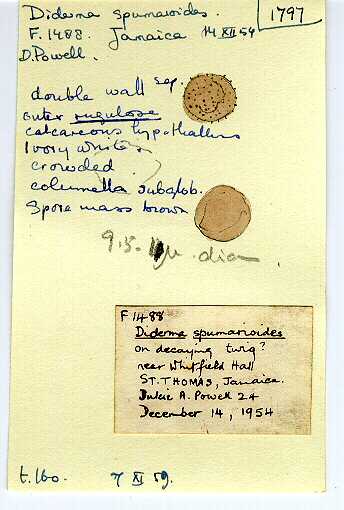 Diderma spumarioides.
1797
F.1488. Jamaica 14 XII 54
D. Powell.
double wall sep.
outer rugulose
calcareous hypothallus
Ivory white
crowded
columella subglob.
Spore mass brown
9.5- µ. dia
F 1488
Diderma spumarioides
on decaying twig?
near Whitfield Hall
ST. THOMAS, Jamaica.
Dulcie A. Powell 24
December 14, 1954
t. 160. 7 XI 59.